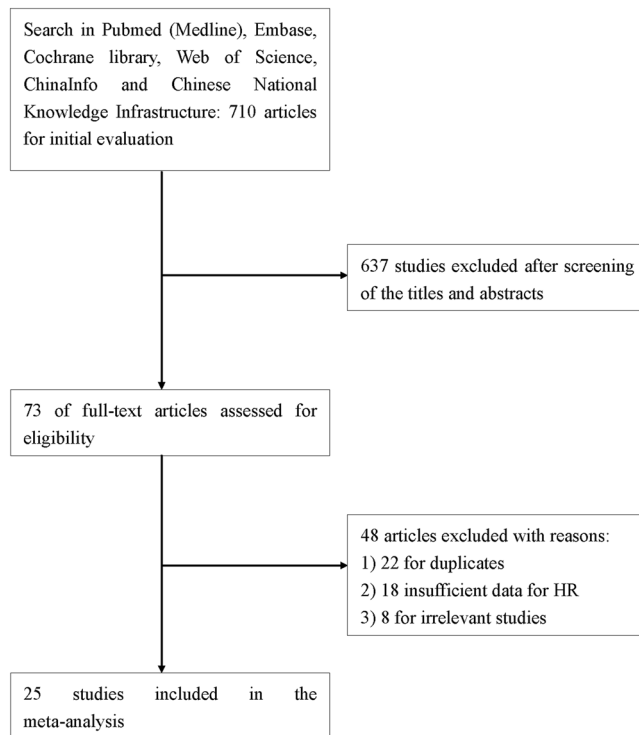 Search in Pubmed (Medline), Embase,
Cochrane library, Web of Science,
ChinaInfo and Chinese National
Knowledge Infrastructure: 710 articles
for initial evaluation
637 studies excluded after screening
of the titles and abstracts
73 of full-text articles assessed for
eligibility
48 articles excluded with reasons:
1) 22 for duplicates
2) 18 insufficient data for HR
3) 8 for irrelevant studies
25 studies included in the
meta-analysis